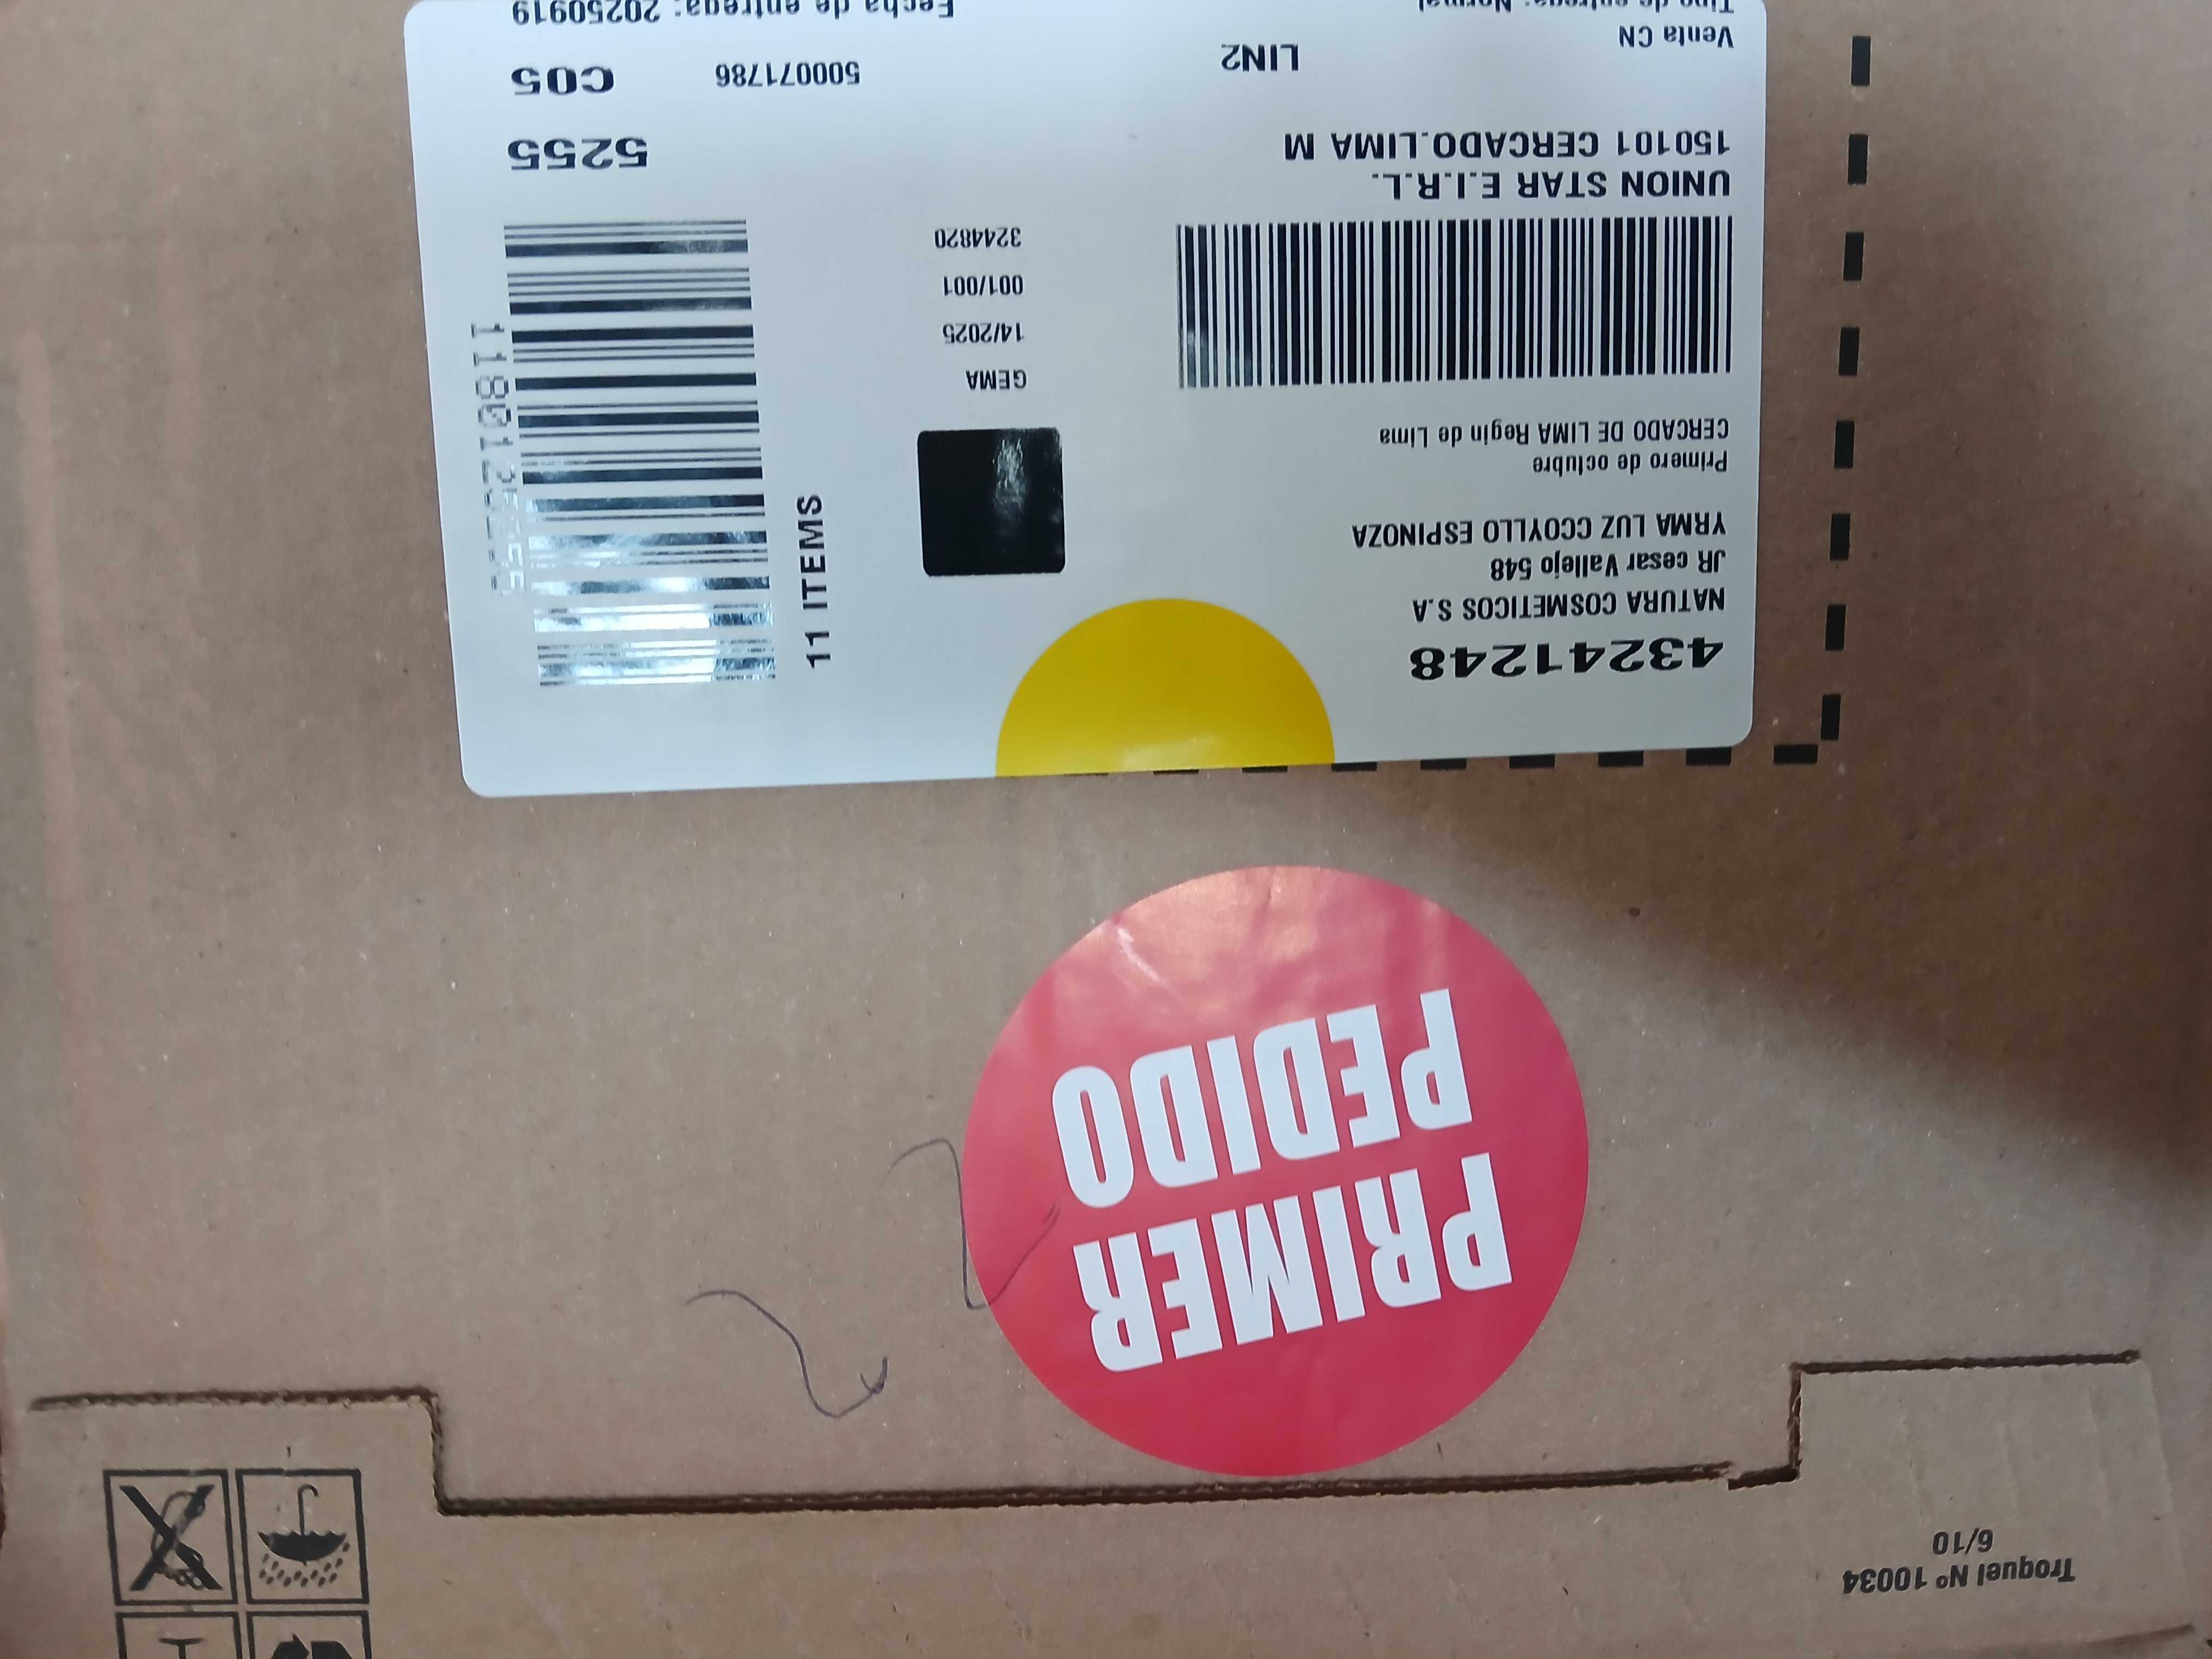 43241248
NATURA COSMETICOS S.A
JR cesar Vallejo 548
YRMA LUZ CCOYLLO ESPINOZA
Primero de octubre
CERCADO DE LIMA Regin de Lima
11 ITEMS
GEMA
14/2025
001/001
3244820
UNION STAR E.I.R.L.
150101 CERCADO.LIMA M
5255
LIN2
500071786
C05
Venta CN
Tipo de entrega: Normal
Fecha de entrega: 20250919
PRIMER
PEDIDO
Troquel Nº 10034
6/10